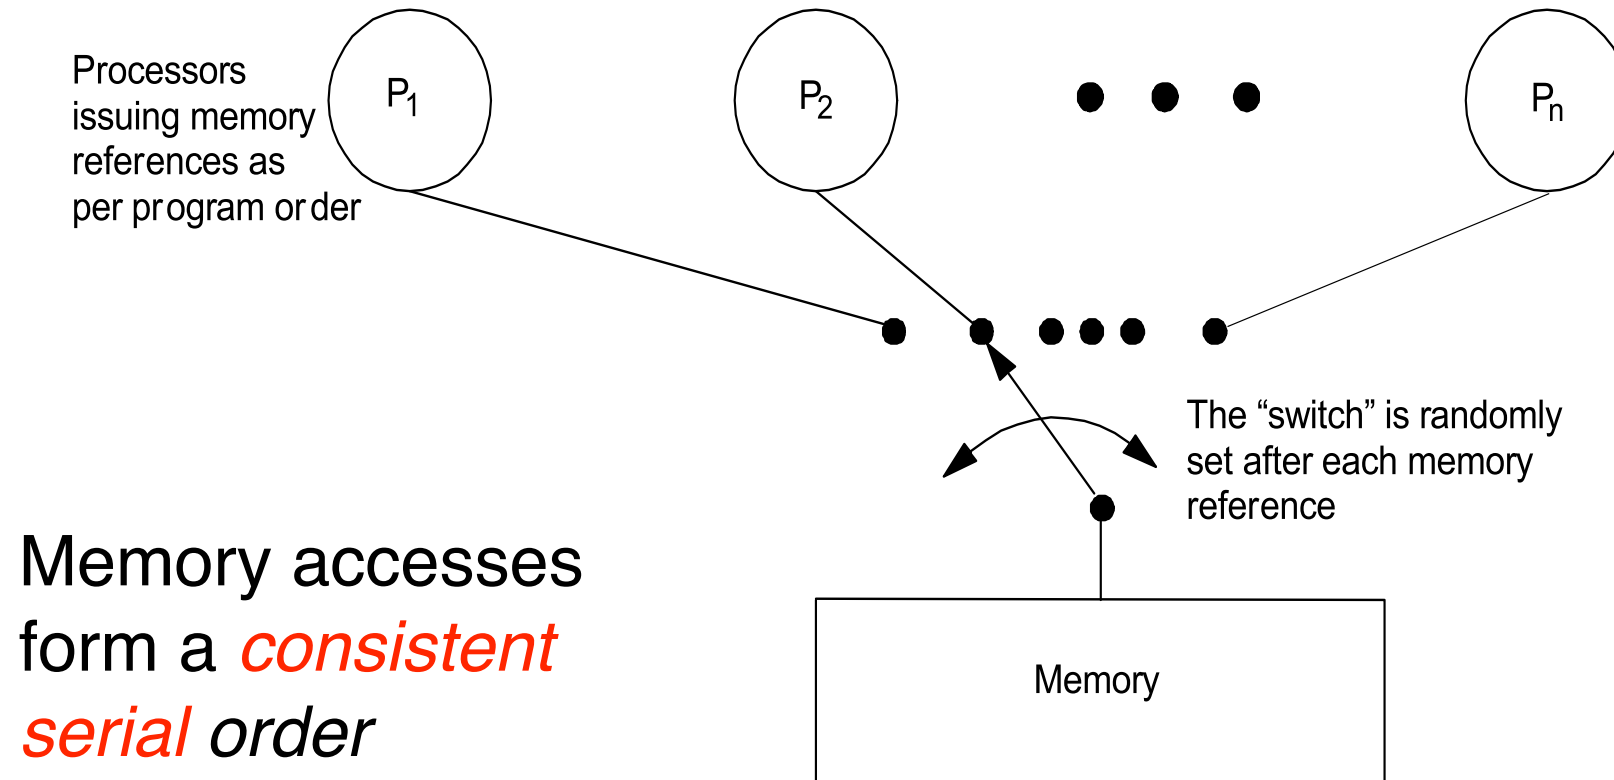 Processors
issuing memory
references as
per program order
P1
P2
Pn
The “switch” is randomly
set after each memory
reference
Memory accesses
form a consistent
serial order
Memory